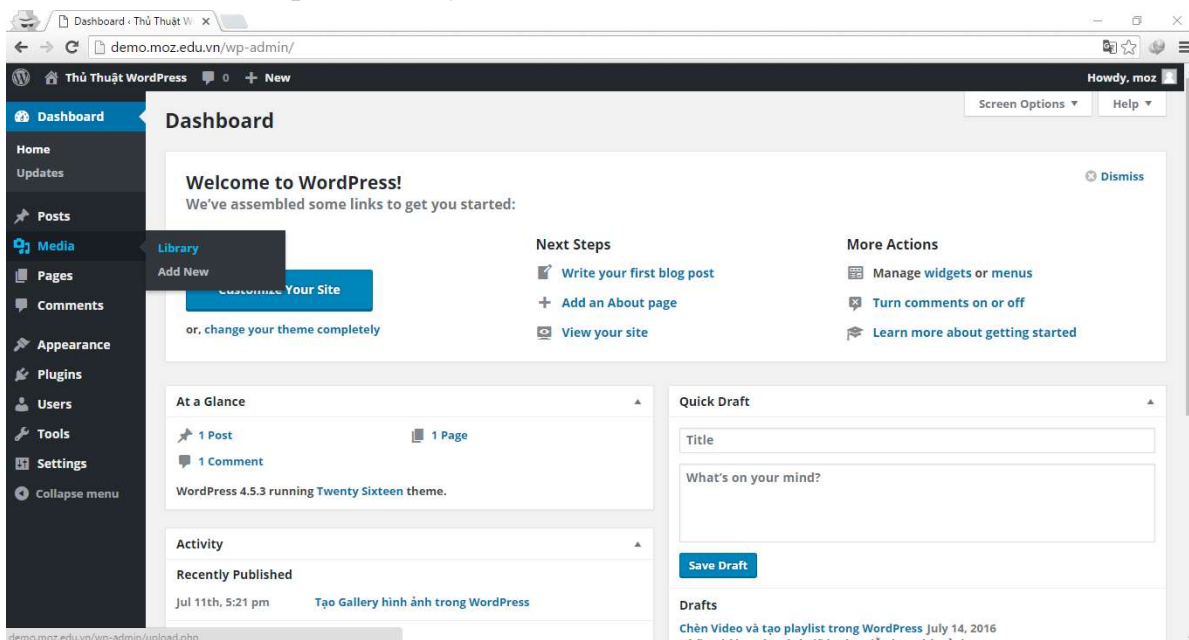 Dashboard ‹ Thủ Thuật W
demo.moz.edu.vn/wp-admin/
Thủ Thuật WordPress 0 + New Howdy, moz
Screen Options Help
Dashboard
Home
Updates
Posts
Media
Library
Add New
Pages
Comments
Appearance
Plugins
Users
Tools
Settings
Collapse menu
Dashboard
Welcome to WordPress!
Dismiss
We've assembled some links to get you started:
Customize Your Site
or, change your theme completely
Next Steps
Write your first blog post
Add an About page
View your site
More Actions
Manage widgets or menus
Turn comments on or off
Learn more about getting started
At a Glance
1 Post 1 Page
1 Comment
WordPress 4.5.3 running Twenty Sixteen theme.
Activity
Recently Published
Jul 11th, 5:21 pm Tạo Gallery hình ảnh trong WordPress
Quick Draft
Title
What's on your mind?
Save Draft
Drafts
Chèn Video và tạo playlist trong WordPress July 14, 2016
demo.moz.edu.vn/wp-admin/upload.php